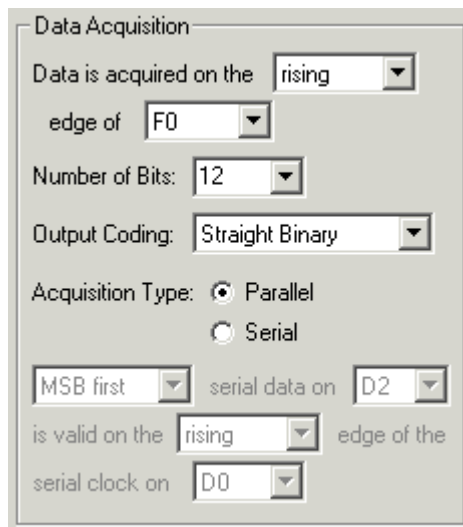 Data Acquisition
Data is acquired on the rising
edge of F0
Number of Bits: 12
Output Coding: Straight Binary
Acquisition Type: Parallel
Serial
MSB first serial data on D2
is valid on the rising edge of the
serial clock on D0